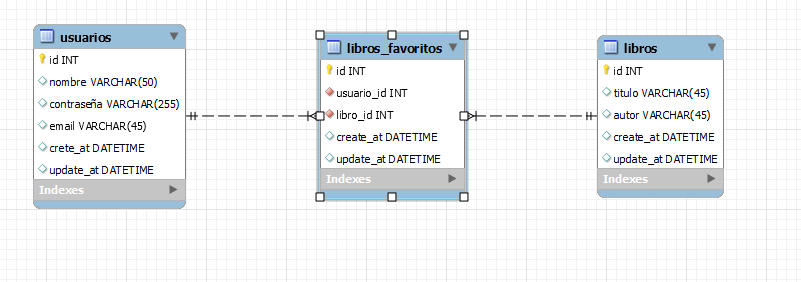 usuarios
id INT
nombre VARCHAR(50)
contraseña VARCHAR(255)
email VARCHAR(45)
crete_at DATETIME
update_at DATETIME
Indexes
libros_favoritos
id INT
usuario_id INT
libro_id INT
create_at DATETIME
update_at DATETIME
Indexes
libros
id INT
titulo VARCHAR(45)
autor VARCHAR(45)
create_at DATETIME
update_at DATETIME
Indexes